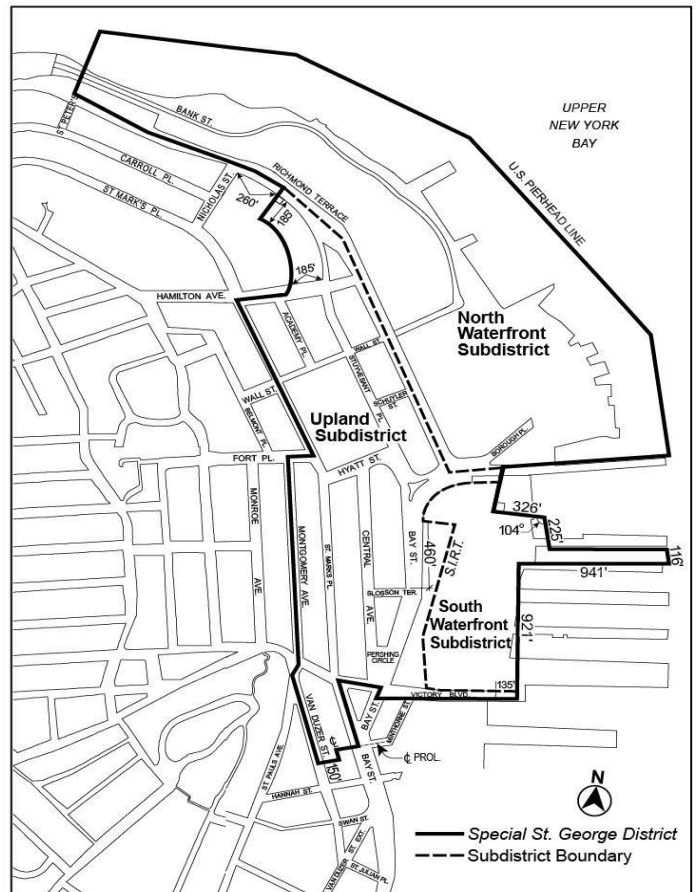 UPPER
NEW YORK
BAY
U.S. PIERHEAD LINE
BANK ST.
ST. PETER'S
CARROLL PL.
ST MARK'S PL.
NICHOLAS ST.
RICHMOND TERRACE
260'
185'
185'
HAMILTON AVE.
ACADEMY PL.
WALL ST.
STUYVESANT
PL.
SCHUYLER
ST.
North
Waterfront
Subdistrict
WALL ST.
BELMONT PL.
Upland
Subdistrict
BOROUGH PL.
FORT PL.
HYATT ST.
MONROE
AVE.
MONTGOMERY AVE.
ST. MARKS PL.
CENTRAL
AVE.
BAY ST.
460'
S.I.R.T.
326'
104°
225'
116'
941'
SLOSSON TER.
South
Waterfront
Subdistrict
921'
PERSHING
CIRCLE
135'
VICTORY BLVD.
VAN DUZER ST.
BAY ST.
MINTHORNE ST.
℄
℄ PROL.
150'
BAY ST.
ST. PAULS AVE.
HANNAH ST.
SWAN ST.
VAN DUZER ST. EXT.
ST. JULIAN PL.
N
Special St. George District
Subdistrict Boundary